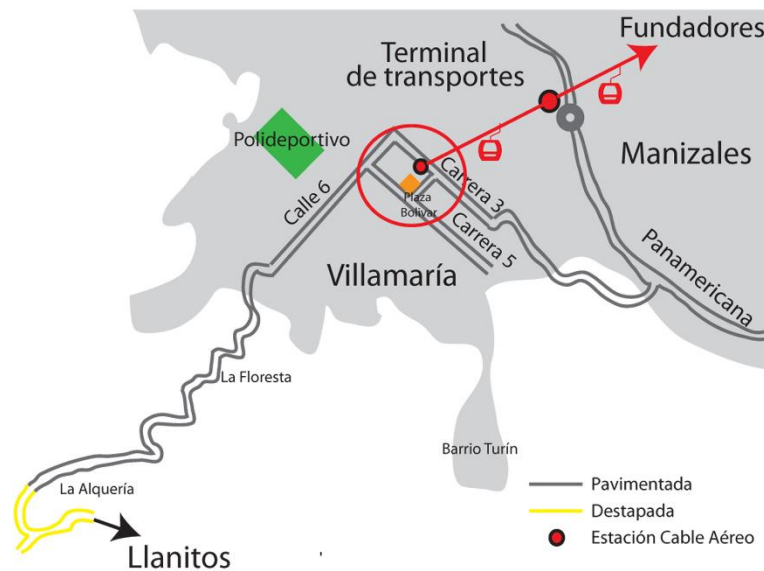 Fundadores
Terminal
de transportes
Polideportivo
Manizales
Carrera 3
Plaza
Bolivar
Calle 6
Carrera 5
Panamericana
Villamaría
La Floresta
Barrio Turín
La Alquería
Llanitos
Pavimentada
Destapada
Estación Cable Aéreo